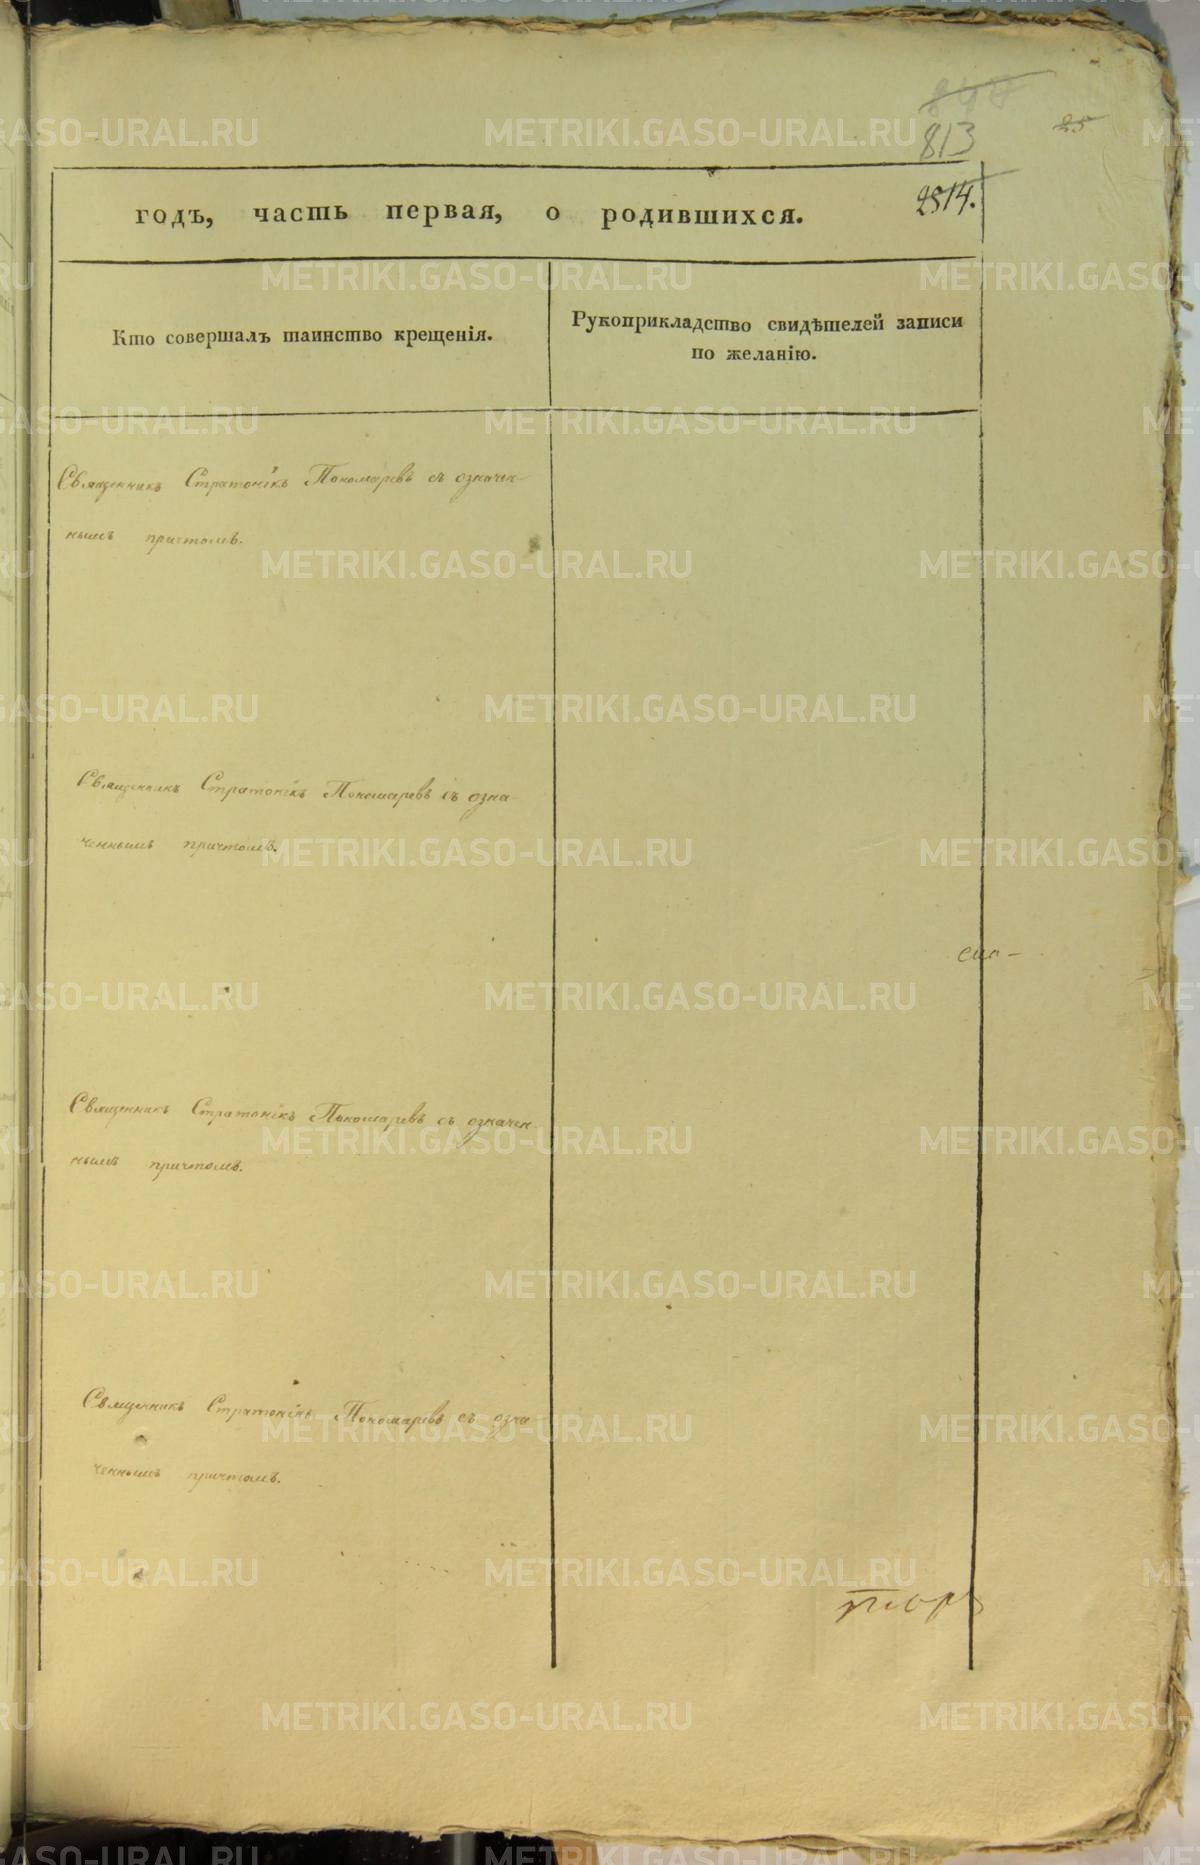 813
25
годъ, часть первая, о родившихся.
2514.
Кто совершалъ таинство крещенія.
Рукоприкладство свидѣтелей записи
по желанію.
Священникъ Стратоникъ Пономаревъ съ означен-
нымъ причтомъ.
Священникъ Стратоникъ Пономаревъ съ озна-
ченнымъ причтомъ.
Священникъ Стратоникъ Пономаревъ съ означен-
нымъ причтомъ.
Священникъ Стратоникъ Пономаревъ съ озна-
ченнымъ причтомъ.
METRIKI.GASO-URAL.RU